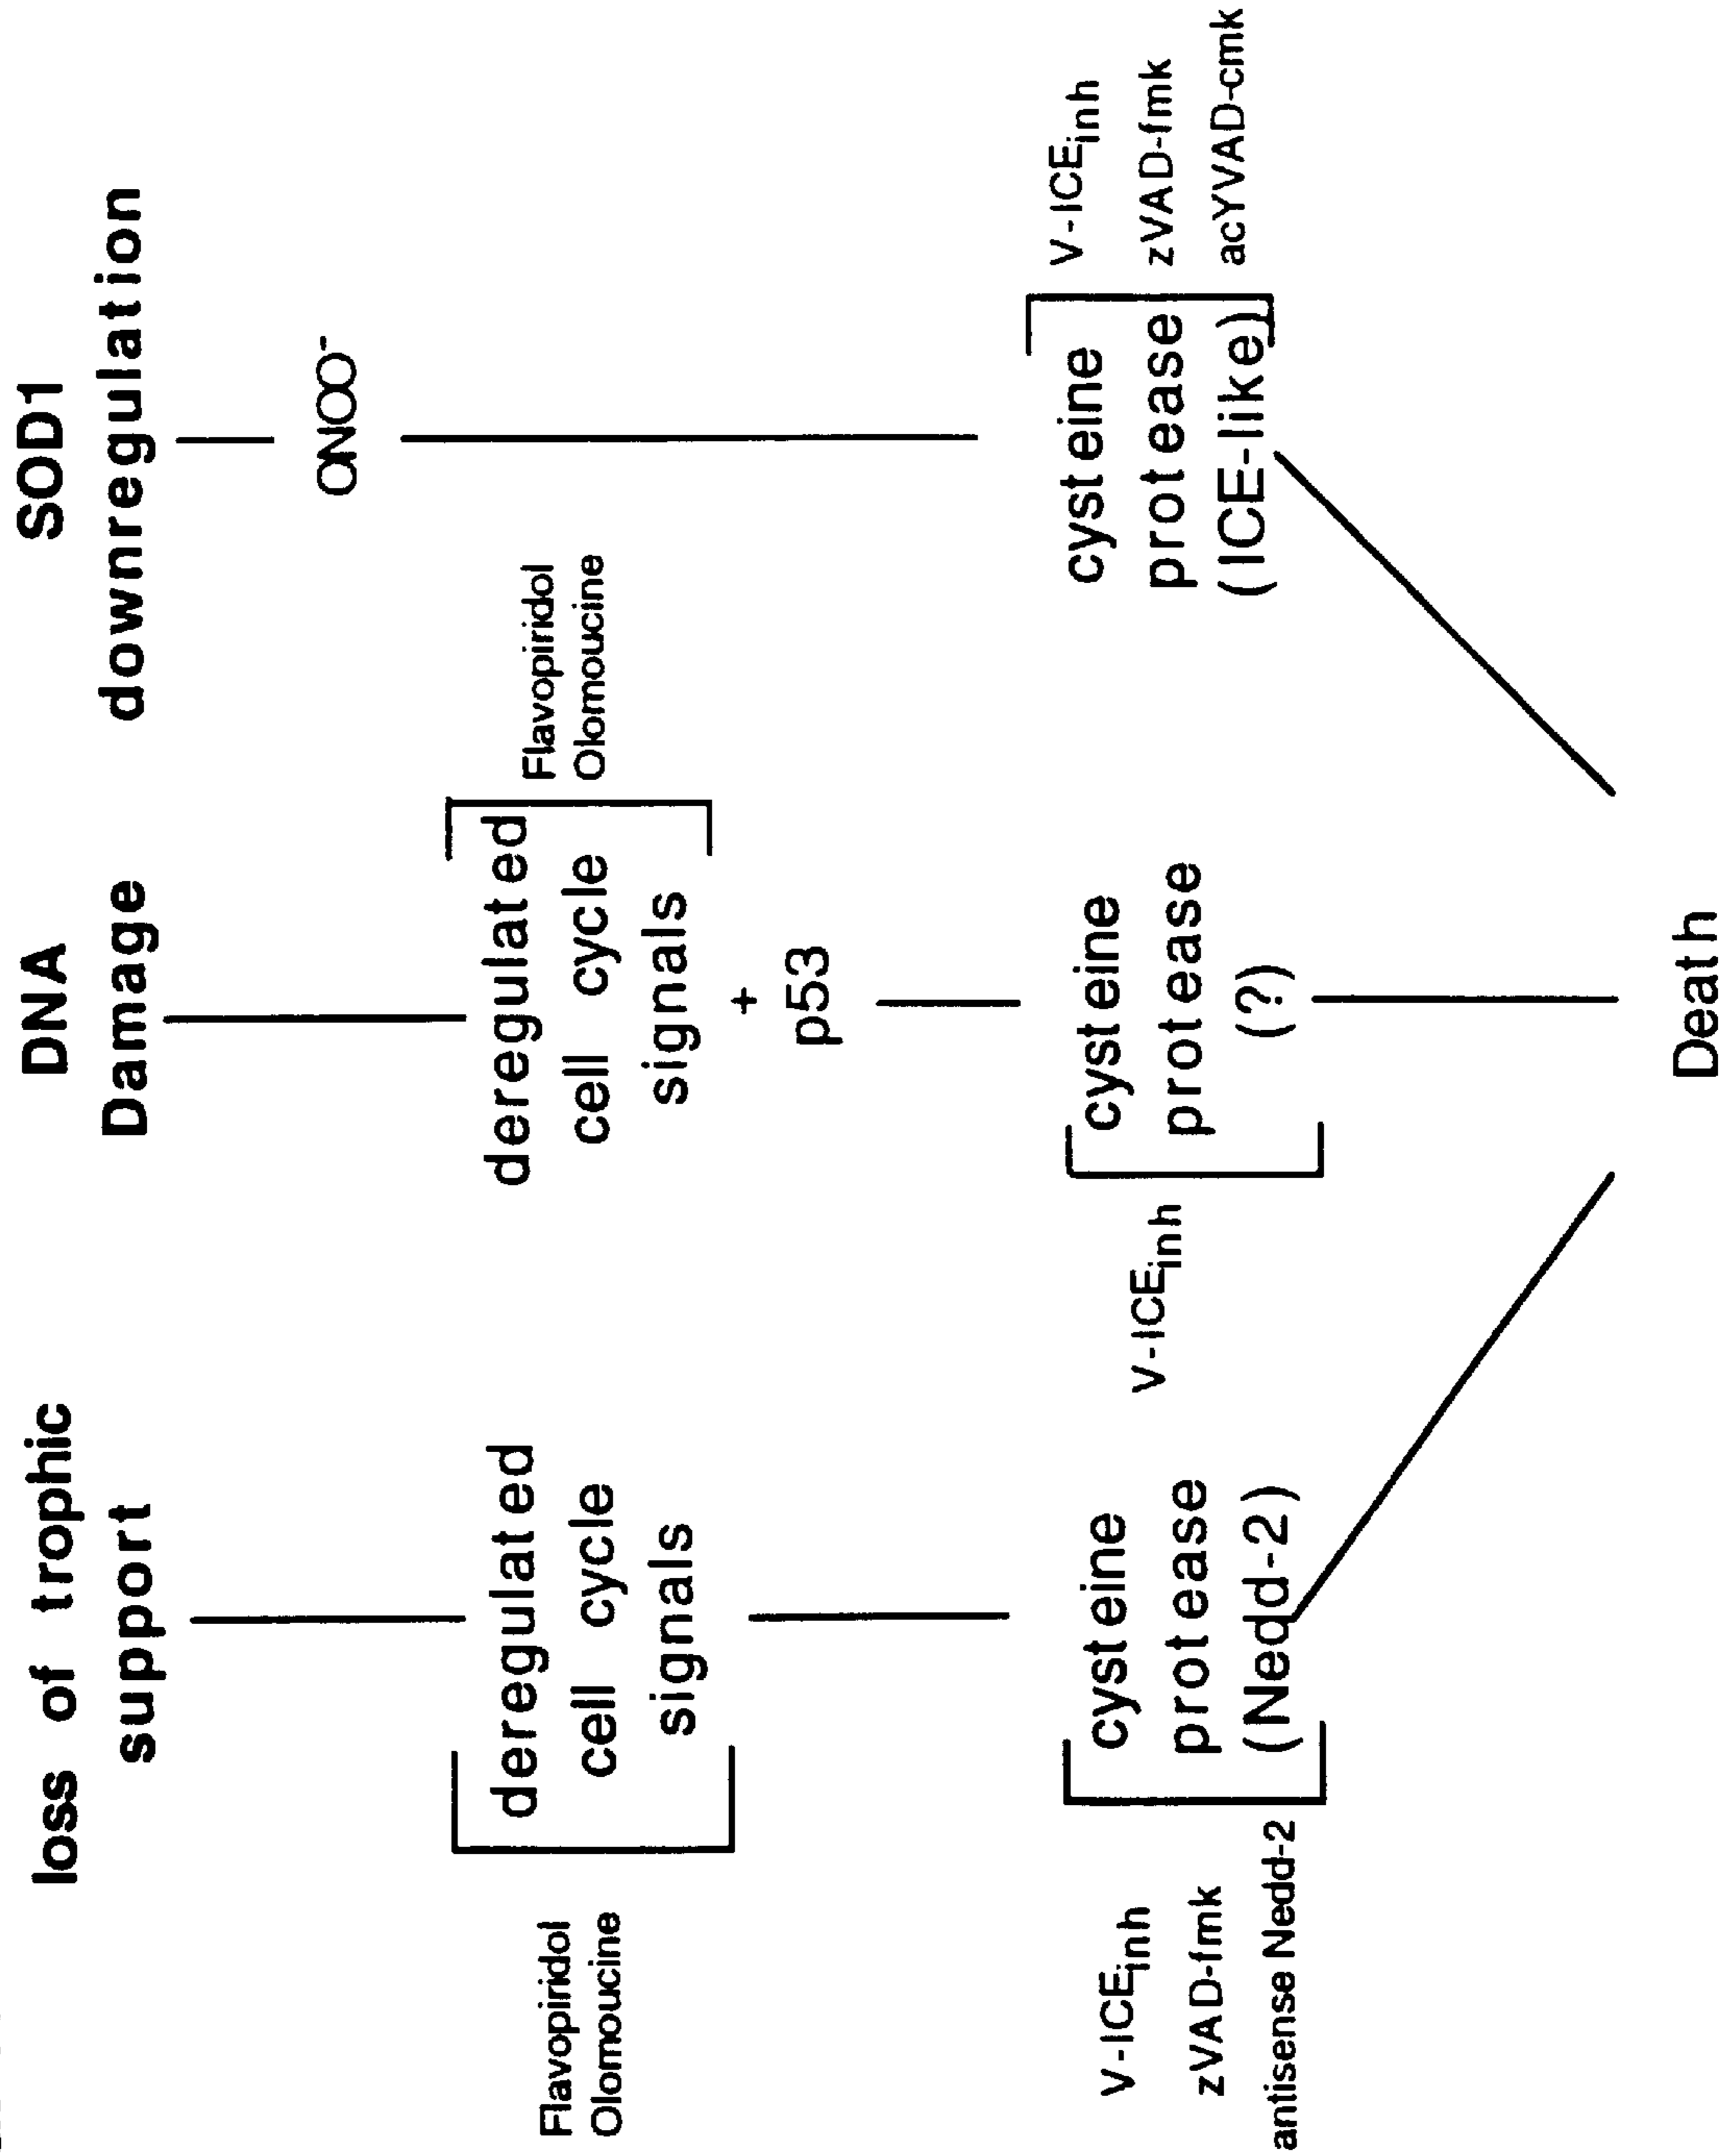 loss of trophic
support
DNA
Damage
SOD1
downregulation
ONOO-
Flavopiridol
Olomoucine
deregulated
cell cycle
signals
deregulated
cell cycle
signals
+
p53
Flavopiridol
Olomoucine
V-ICEinh
zVAD-fmk
antisense Nedd-2
cysteine
protease
(Nedd-2)
V-ICEinh
cysteine
protease
(?)
cysteine
protease
(ICE-like)
V-ICEinh
zVAD-fmk
acYVAD-cmk
Death